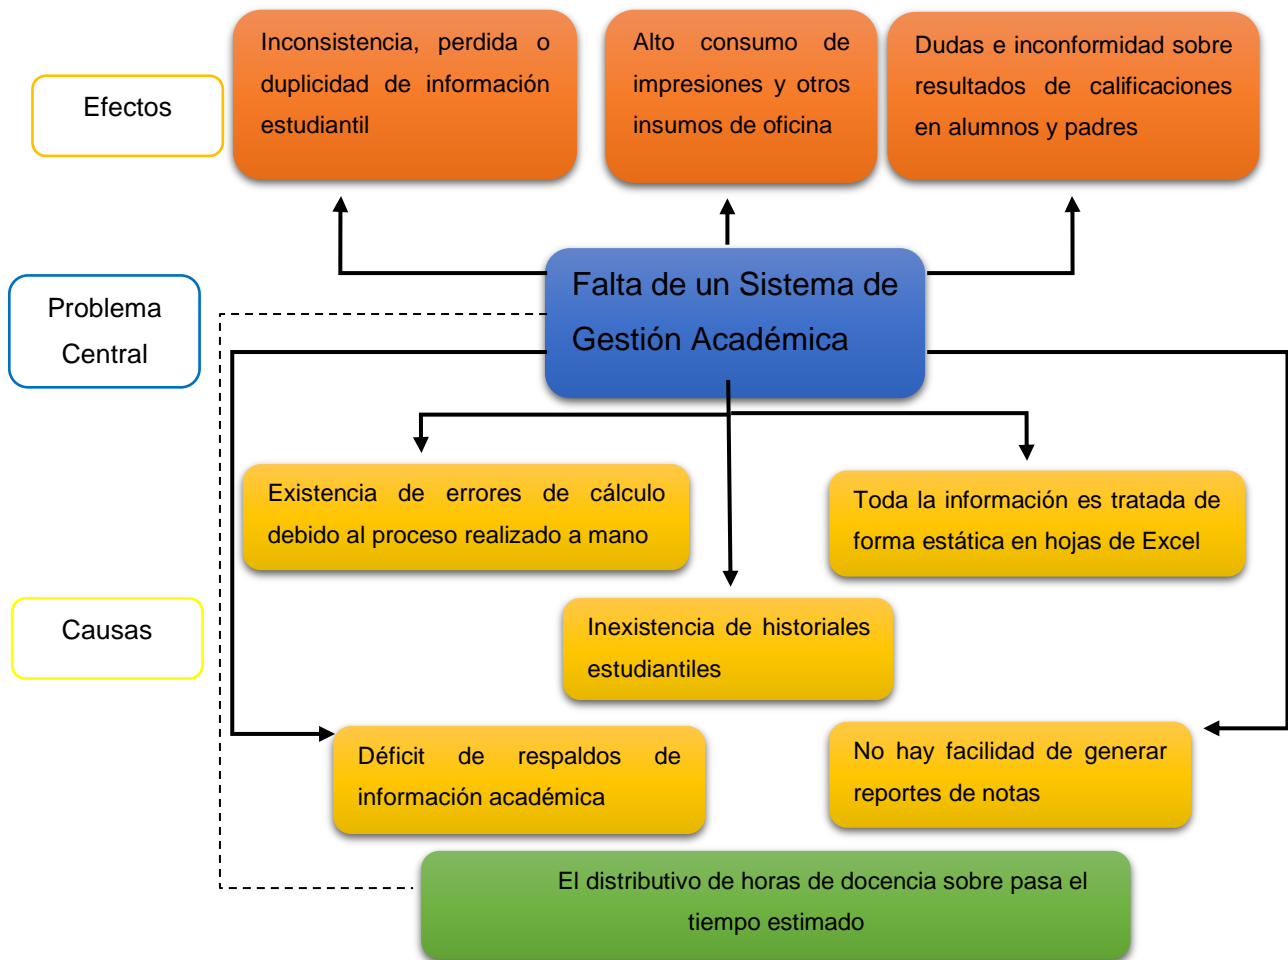 Efectos
Inconsistencia, perdida o
duplicidad de información
estudiantil
Alto consumo de
impresiones y otros
insumos de oficina
Dudas e inconformidad sobre
resultados de calificaciones
en alumnos y padres
Problema
Central
Falta de un Sistema de
Gestión Académica
Existencia de errores de cálculo
debido al proceso realizado a mano
Toda la información es tratada de
forma estática en hojas de Excel
Causas
Inexistencia de historiales
estudiantiles
Déficit de respaldos de
información académica
No hay facilidad de generar
reportes de notas
El distributivo de horas de docencia sobre pasa el
tiempo estimado